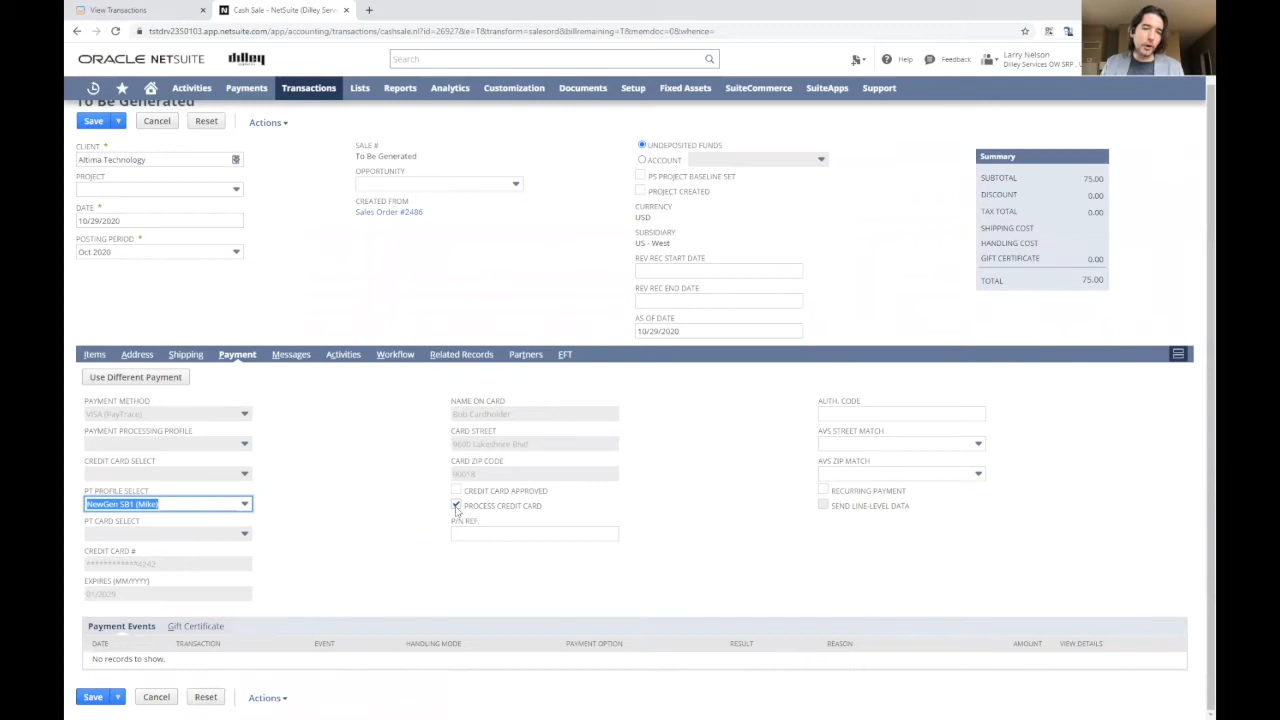 View Transactions
Cash Sale - NetSuite (Dilley Serv
tstdrv2350103.app.netsuite.com/app/accounting/transactions/cashsale.nl?id=26927&e=T&transform=salesord&billremaining=T&memdoc=0&whence=
ORACLE NETSUITE
dilley
Search
Help
Feedback
Larry Nelson
Dilley Services OW SRP
Activities Payments Transactions Lists Reports Analytics Customization Documents Setup Fixed Assets SuiteCommerce SuiteApps Support
To Be Generated
Save Cancel Reset Actions
CLIENT *
Altima Technology
PROJECT
DATE *
10/29/2020
POSTING PERIOD *
Oct 2020
SALE #
To Be Generated
OPPORTUNITY
CREATED FROM
Sales Order #2486
UNDEPOSITED FUNDS
ACCOUNT
PS PROJECT BASELINE SET
PROJECT CREATED
CURRENCY
USD
SUBSIDIARY
US - West
REV REC START DATE
REV REC END DATE
AS OF DATE
10/29/2020
Summary
SUBTOTAL 75.00
DISCOUNT 0.00
TAX TOTAL 0.00
SHIPPING COST
HANDLING COST
GIFT CERTIFICATE 0.00
TOTAL 75.00
Items Address Shipping Payment Messages Activities Workflow Related Records Partners EFT
Use Different Payment
PAYMENT METHOD
VISA (PayTrace)
PAYMENT PROCESSING PROFILE
CREDIT CARD SELECT
PT PROFILE SELECT
NewGen SB1 (Mike)
PT CARD SELECT
CREDIT CARD #
************4242
EXPIRES (MM/YYYY)
01/2029
NAME ON CARD
Bob Cardholder
CARD STREET
9600 Lakeshore Blvd
CARD ZIP CODE
90018
CREDIT CARD APPROVED
PROCESS CREDIT CARD
P/N REF.
AUTH. CODE
AVS STREET MATCH
AVS ZIP MATCH
RECURRING PAYMENT
SEND LINE-LEVEL DATA
Payment Events Gift Certificate
DATE TRANSACTION EVENT HANDLING MODE PAYMENT OPTION RESULT REASON AMOUNT VIEW DETAILS
No records to show.
Save Cancel Reset Actions